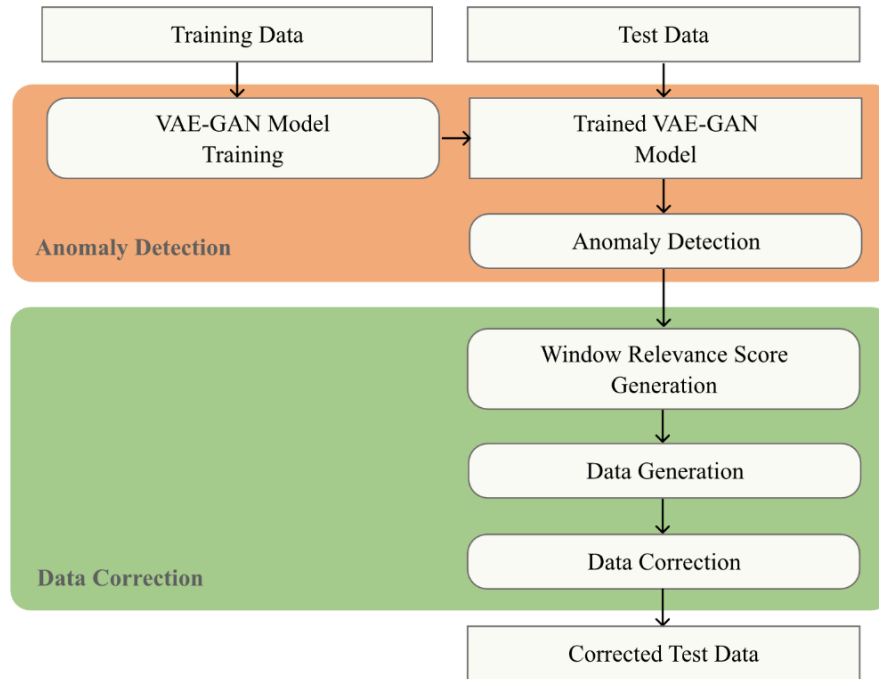 Training Data
Test Data
VAE-GAN Model
Training
Trained VAE-GAN
Model
Anomaly Detection
Anomaly Detection
Window Relevance Score
Generation
Data Generation
Data Correction
Data Correction
Corrected Test Data